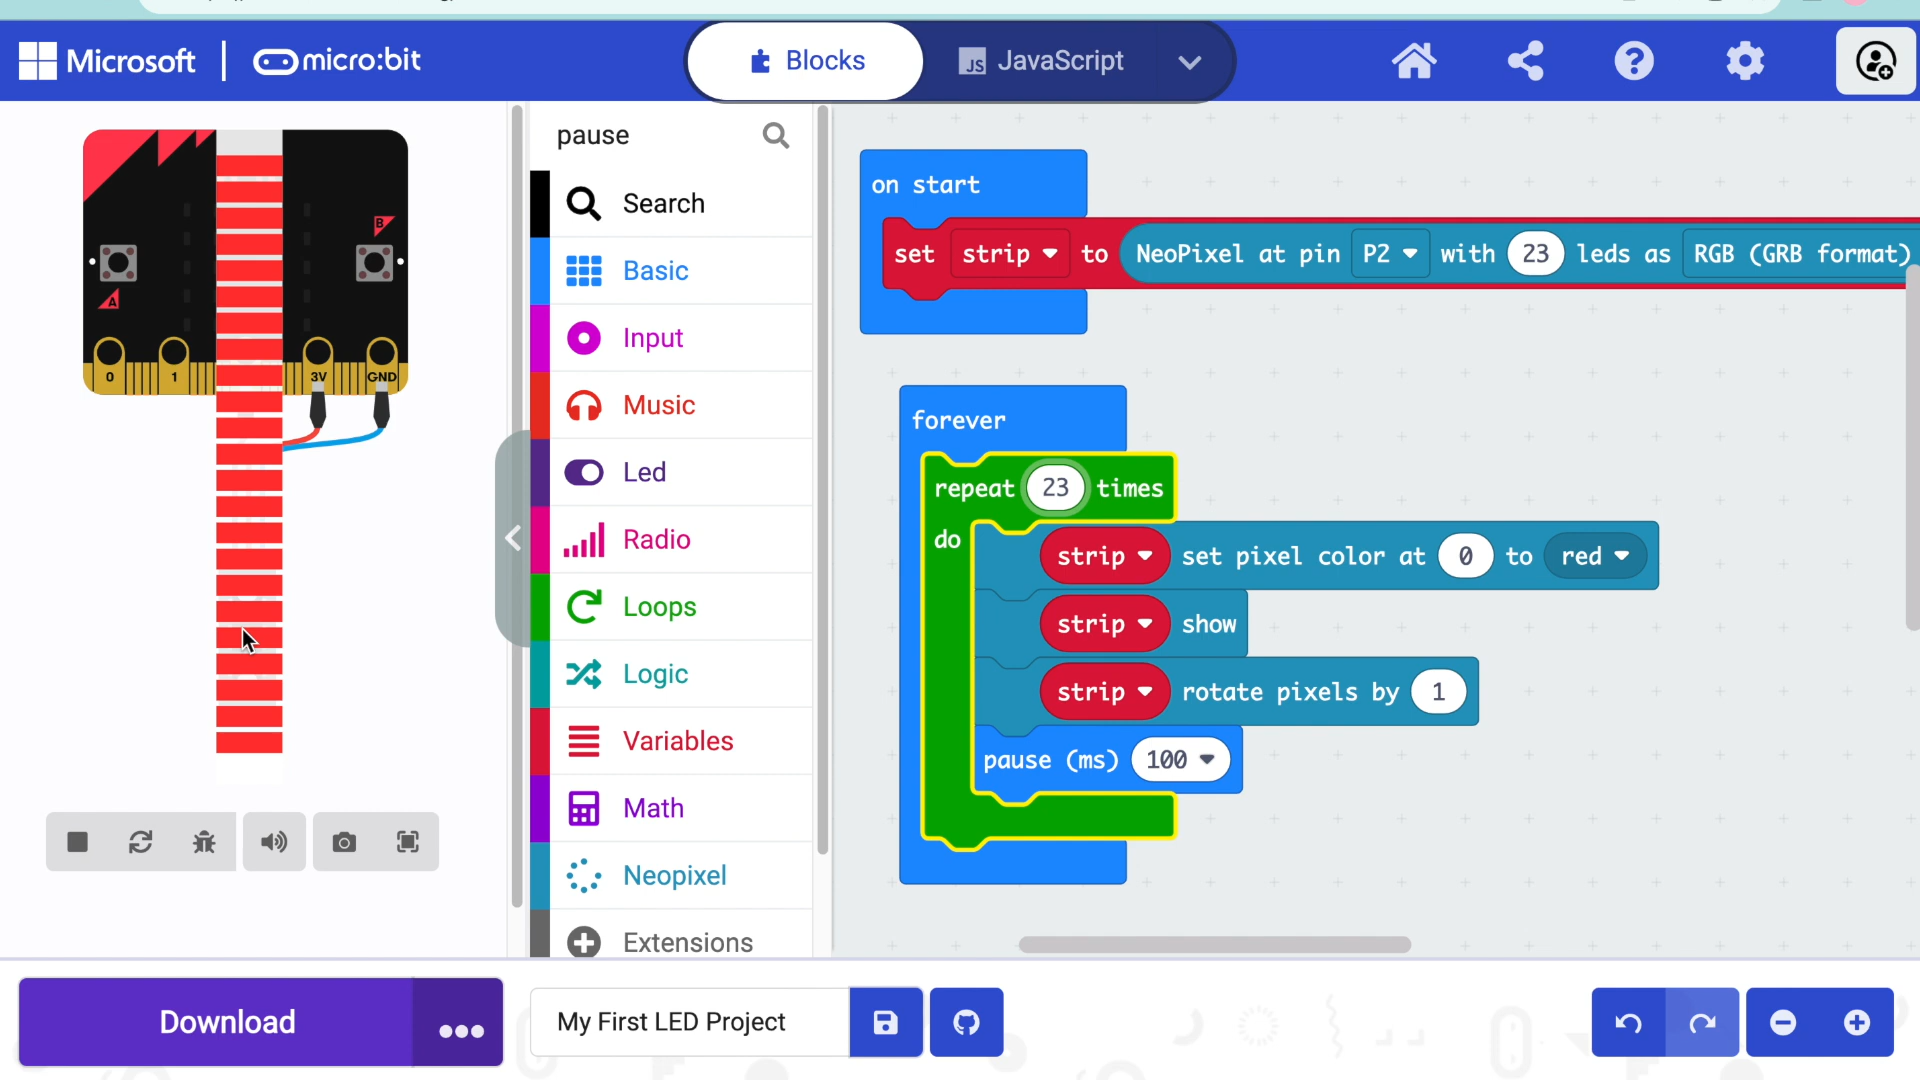 Microsoft | micro:bit
Blocks
JS JavaScript
B
A
0 1 3V GND
pause
Search
Basic
Input
Music
Led
Radio
Loops
Logic
Variables
Math
Neopixel
Extensions
on start
set strip to NeoPixel at pin P2 with 23 leds as RGB (GRB format)
forever
repeat 23 times
do strip set pixel color at 0 to red
strip show
strip rotate pixels by 1
pause (ms) 100
Download
My First LED Project